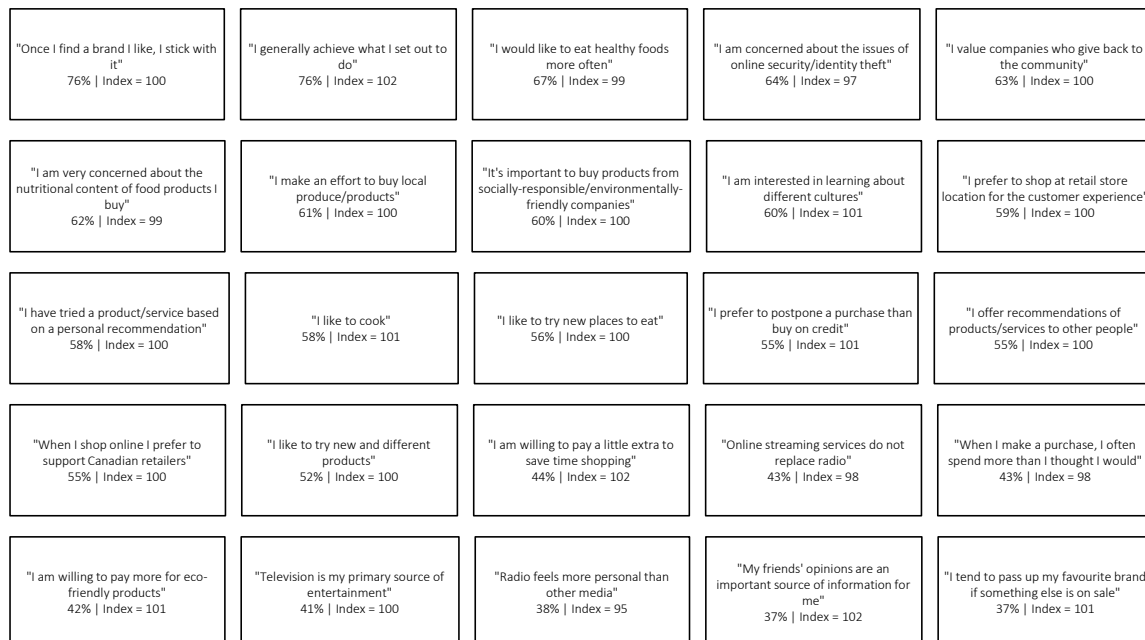 "Once I find a brand I like, I stick with
it"
76% | Index = 100
"I generally achieve what I set out to
do"
76% | Index = 102
"I would like to eat healthy foods
more often"
67% | Index = 99
"I am concerned about the issues of
online security/identity theft"
64% | Index = 97
"I value companies who give back to
the community"
63% | Index = 100
"I am very concerned about the
nutritional content of food products I
buy"
62% | Index = 99
"I make an effort to buy local
produce/products"
61% | Index = 100
"It's important to buy products from
socially-responsible/environmentally-
friendly companies"
60% | Index = 100
"I am interested in learning about
different cultures"
60% | Index = 101
"I prefer to shop at retail store
location for the customer experience"
59% | Index = 100
"I have tried a product/service based
on a personal recommendation"
58% | Index = 100
"I like to cook"
58% | Index = 101
"I like to try new places to eat"
56% | Index = 100
"I prefer to postpone a purchase than
buy on credit"
55% | Index = 101
"I offer recommendations of
products/services to other people"
55% | Index = 100
"When I shop online I prefer to
support Canadian retailers"
55% | Index = 100
"I like to try new and different
products"
52% | Index = 100
"I am willing to pay a little extra to
save time shopping"
44% | Index = 102
"Online streaming services do not
replace radio"
43% | Index = 98
"When I make a purchase, I often
spend more than I thought I would"
43% | Index = 98
"I am willing to pay more for eco-
friendly products"
42% | Index = 101
"Television is my primary source of
entertainment"
41% | Index = 100
"Radio feels more personal than
other media"
38% | Index = 95
"My friends' opinions are an
important source of information for
me"
37% | Index = 102
"I tend to pass up my favourite brand
if something else is on sale"
37% | Index = 101